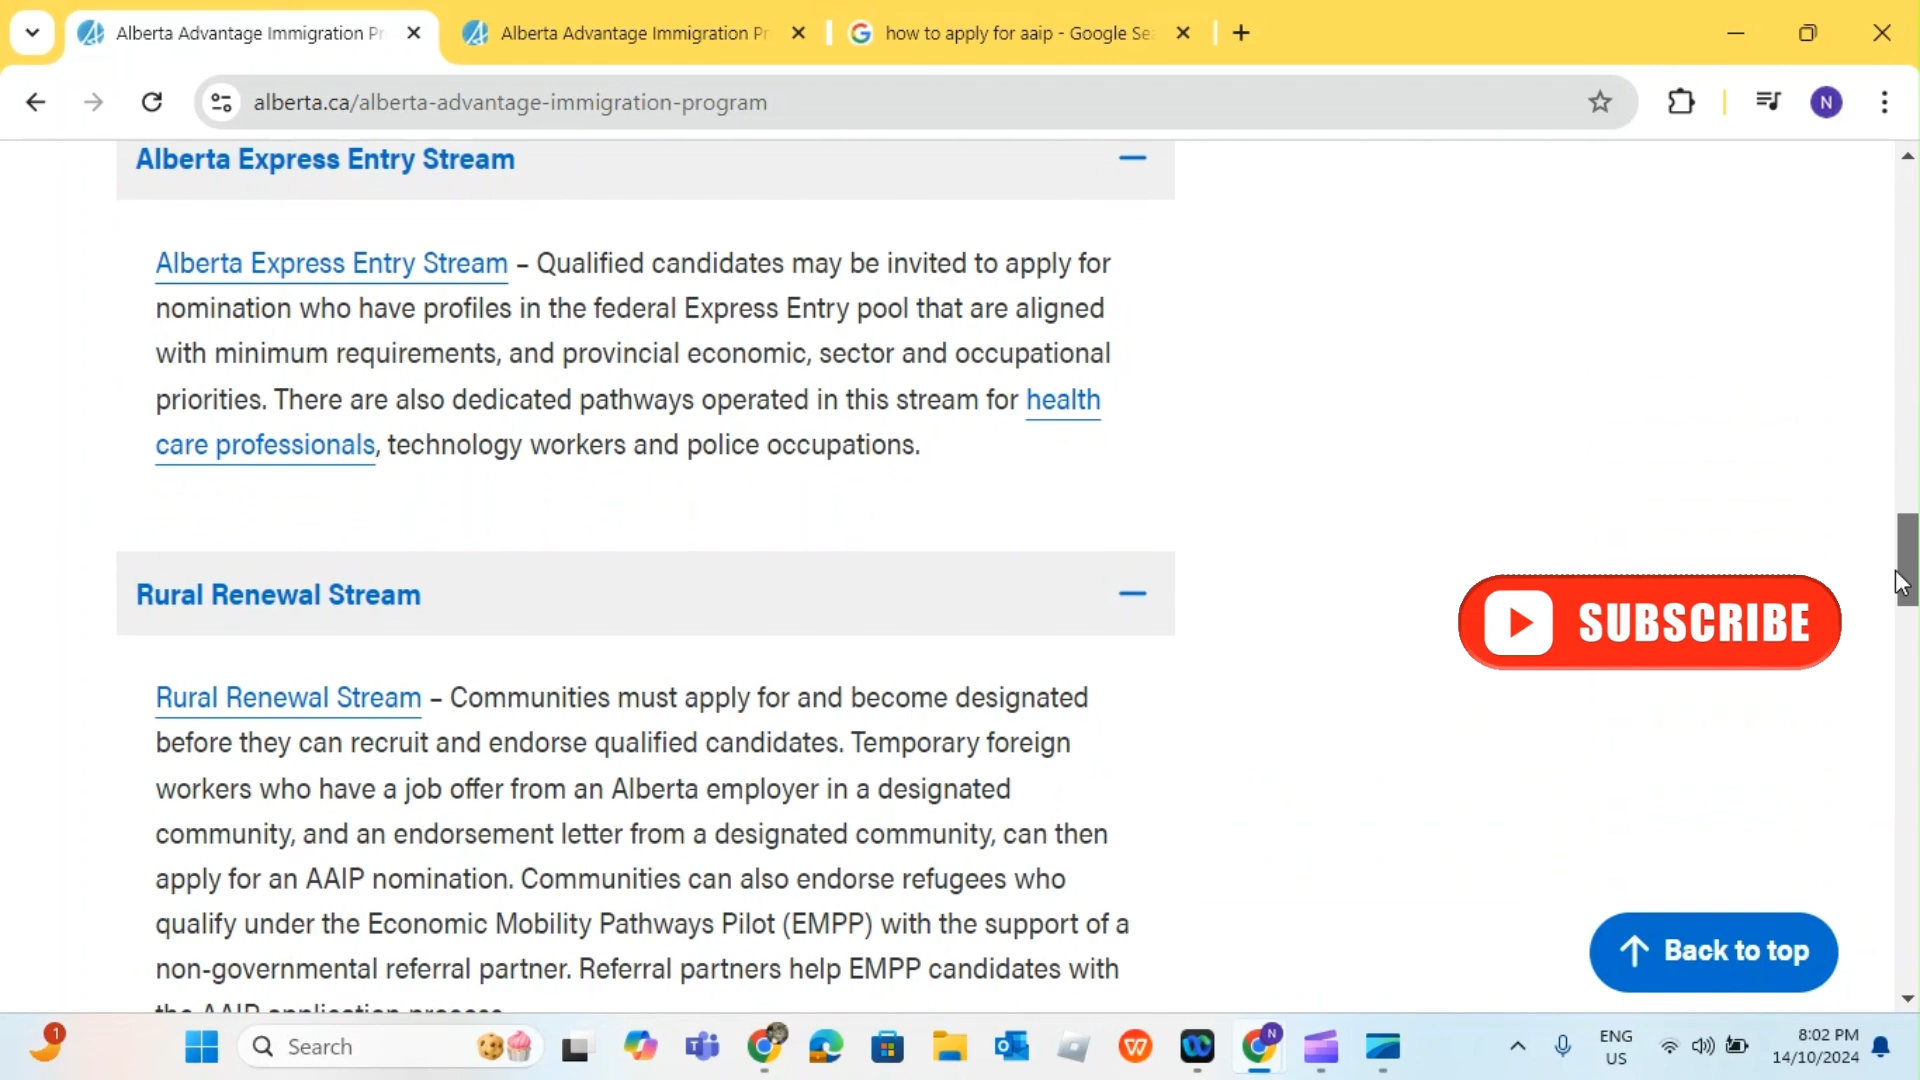 Alberta Advantage Immigration Pr
Alberta Advantage Immigration Pr
how to apply for aaip - Google Sea
alberta.ca/alberta-advantage-immigration-program
N
Alberta Express Entry Stream
Alberta Express Entry Stream – Qualified candidates may be invited to apply for
nomination who have profiles in the federal Express Entry pool that are aligned
with minimum requirements, and provincial economic, sector and occupational
priorities. There are also dedicated pathways operated in this stream for health
care professionals, technology workers and police occupations.
Rural Renewal Stream
SUBSCRIBE
Rural Renewal Stream – Communities must apply for and become designated
before they can recruit and endorse qualified candidates. Temporary foreign
workers who have a job offer from an Alberta employer in a designated
community, and an endorsement letter from a designated community, can then
apply for an AAIP nomination. Communities can also endorse refugees who
qualify under the Economic Mobility Pathways Pilot (EMPP) with the support of a
non-governmental referral partner. Referral partners help EMPP candidates with
the AAIP application process.
Back to top
1
Search
N
ENG
US
8:02 PM
14/10/2024